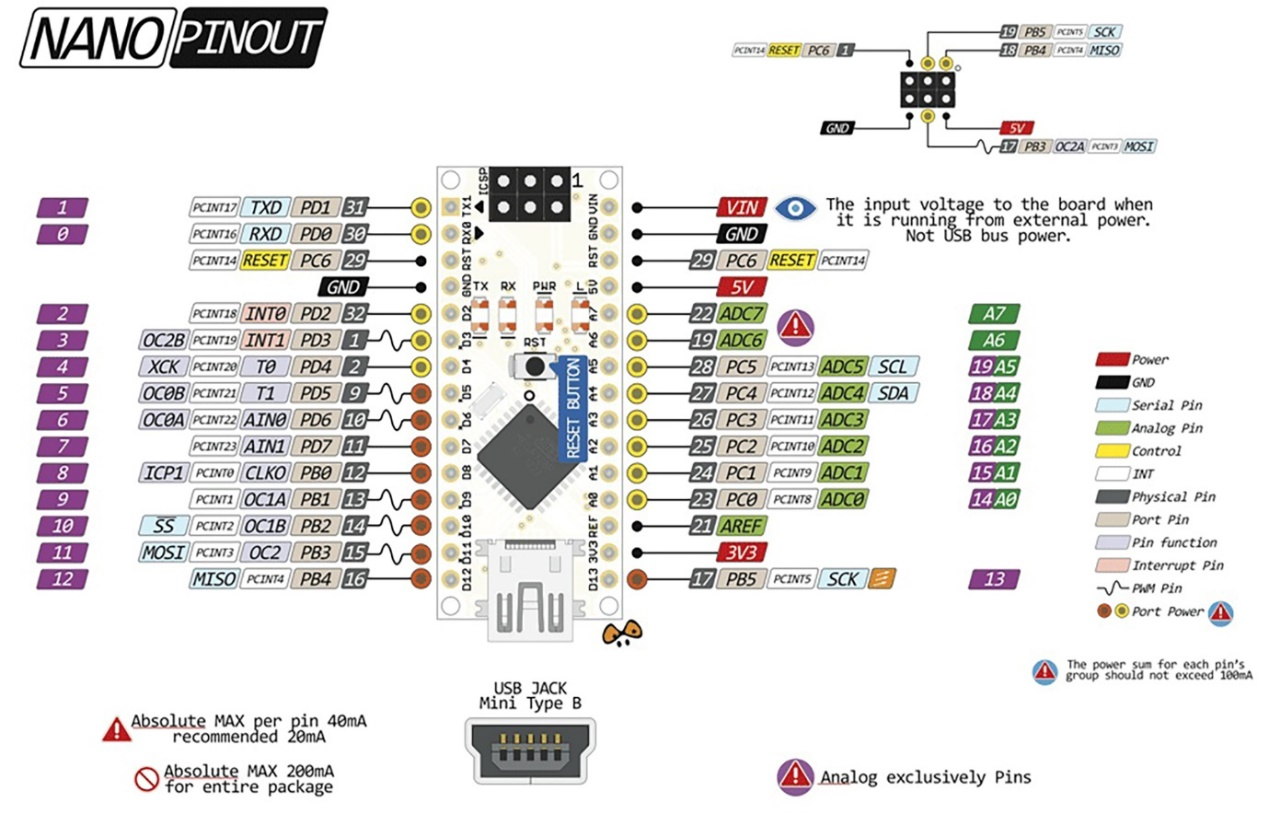 NANO PINOUT
19 PB5 PCINT5 SCK
PCINT14 RESET PC6 1
18 PB4 PCINT4 MISO
GND
5V
17 PB3 OC2A PCINT3 MOSI
ICSP
1
1 PCINT17 TXD PD1 31 TX1
0 PCINT16 RXD PD0 30 RX0
PCINT14 RESET PC6 29 RST
GND GND
2 PCINT18 INT0 PD2 32 D2
3 OC2B PCINT19 INT1 PD3 1 D3
4 XCK PCINT20 T0 PD4 2 D4
5 OC0B PCINT21 T1 PD5 9 D5
6 OC0A PCINT22 AIN0 PD6 10 D6
7 PCINT23 AIN1 PD7 11 D7
8 ICP1 PCINT0 CLKO PB0 12 D8
9 PCINT1 OC1A PB1 13 D9
10 SS PCINT2 OC1B PB2 14 D10
11 MOSI PCINT3 OC2 PB3 15 D11
12 MISO PCINT4 PB4 16 D12
TX RX PWR L
RST
RESET BUTTON
VIN VIN
GND GND
RST 29 PC6 RESET PCINT14
5V 5V
A7 22 ADC7 A7
A6 19 ADC6 A6
A5 28 PC5 PCINT13 ADC5 SCL 19 A5
A4 27 PC4 PCINT12 ADC4 SDA 18 A4
A3 26 PC3 PCINT11 ADC3 17 A3
A2 25 PC2 PCINT10 ADC2 16 A2
A1 24 PC1 PCINT9 ADC1 15 A1
A0 23 PC0 PCINT8 ADC0 14 A0
REF 21 AREF
3V3 3V3
D13 17 PB5 PCINT5 SCK 13
The input voltage to the board when
it is running from external power.
Not USB bus power.
Power
GND
Serial Pin
Analog Pin
Control
INT
Physical Pin
Port Pin
Pin function
Interrupt Pin
PWM Pin
Port Power
The power sum for each pin's
group should not exceed 100mA
USB JACK
Mini Type B
Absolute MAX per pin 40mA
recommended 20mA
Absolute MAX 200mA
for entire package
Analog exclusively Pins